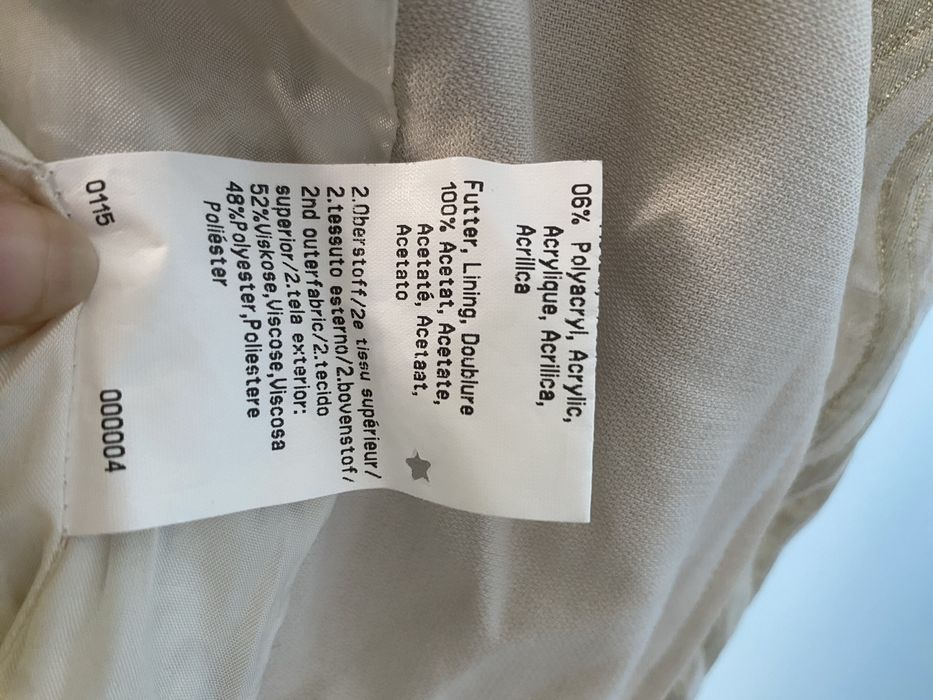 06% Polyacryl, Acrylic,
Acrylique, Acrilica,
Acrilica
Futter, Lining, Doublure
100% Acetat, Acetate,
Acetaté, Acetaat,
Acetato
2.Oberstoff/2e tissu supérieur/
2.tessuto esterno/2.bovenstof/
2nd outerfabric/2.tecido
superior/2.tela exterior:
52%Viskose,Viscose,Viscosa
48%Polyester,Poliestere
Poliéster
0115 000004